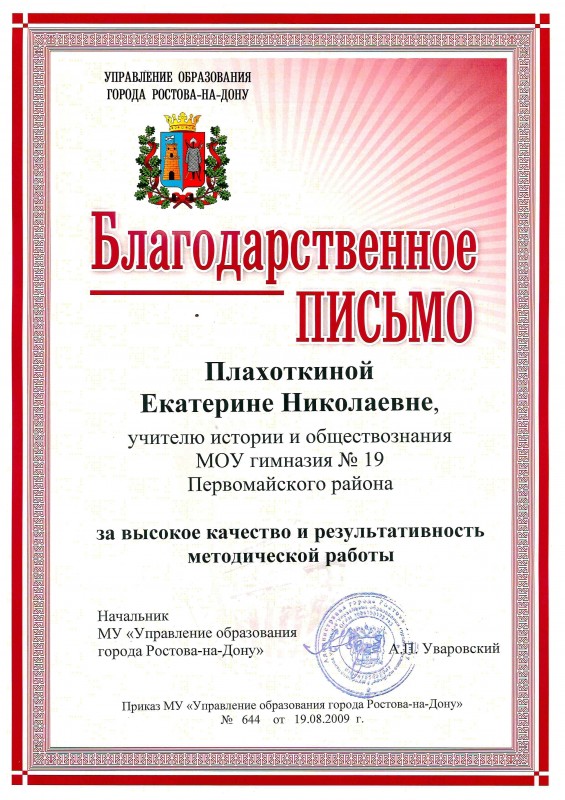 УПРАВЛЕНИЕ ОБРАЗОВАНИЯ
ГОРОДА РОСТОВА-НА-ДОНУ
БЛАГОДАРСТВЕННОЕ
ПИСЬМО
Плахоткиной
Екатерине Николаевне,
учителю истории и обществознания
МОУ гимназия № 19
Первомайского района
за высокое качество и результативность
методической работы
Начальник
МУ «Управление образования
города Ростова-на-Дону»
А.П. Уваровский
Приказ МУ «Управление образования города Ростова-на-Дону»
№ 644 от 19.08.2009 г.